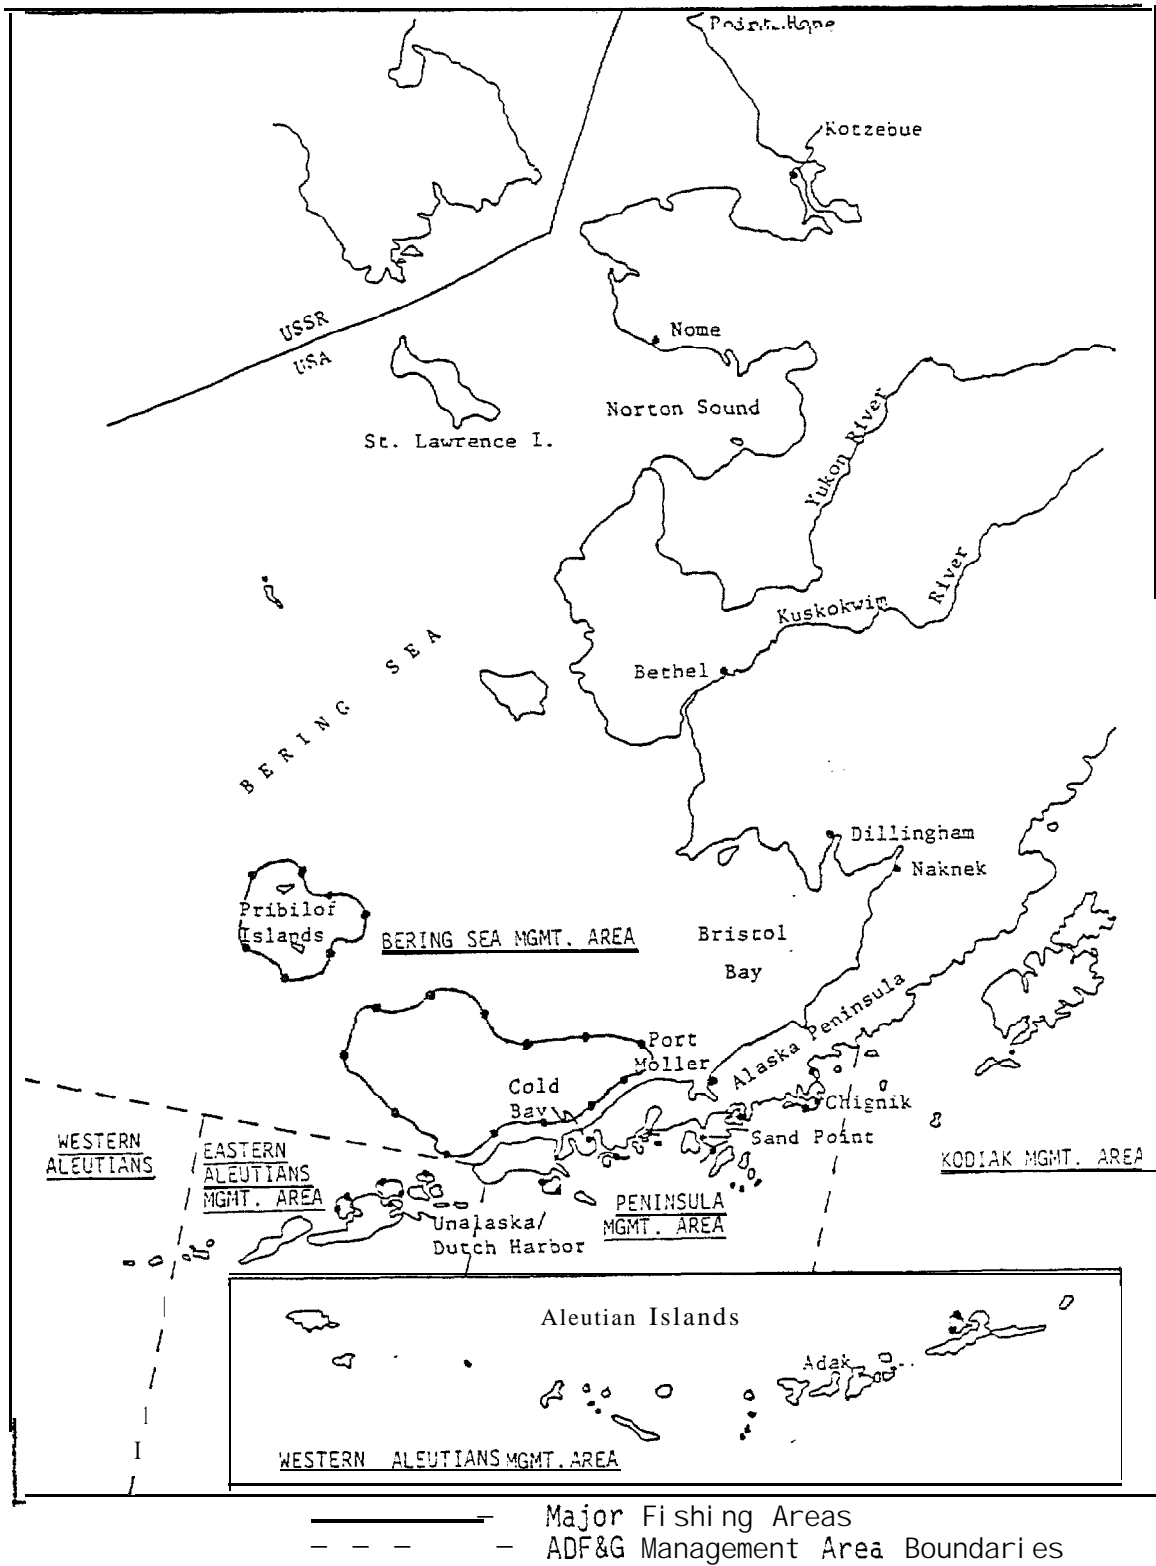 Point Hope
Kotzebue
USSR
USA
Nome
Norton Sound
St. Lawrence I.
Yukon River
Kuskokwim River
BERING SEA
Bethel
Dillingham
Naknek
Pribilof
Islands
BERING SEA MGMT. AREA
Bristol
Bay
Port
Moller
Alaska Peninsula
Cold
Bay
Chignik
Sand Point
WESTERN
ALEUTIANS
EASTERN
ALEUTIANS
MGMT. AREA
KODIAK MGMT. AREA
PENINSULA
MGMT. AREA
Unalaska/
Dutch Harbor
Aleutian Islands
Adak
WESTERN ALEUTIANS MGMT. AREA
Major Fishing Areas
ADF&G Management Area Boundaries